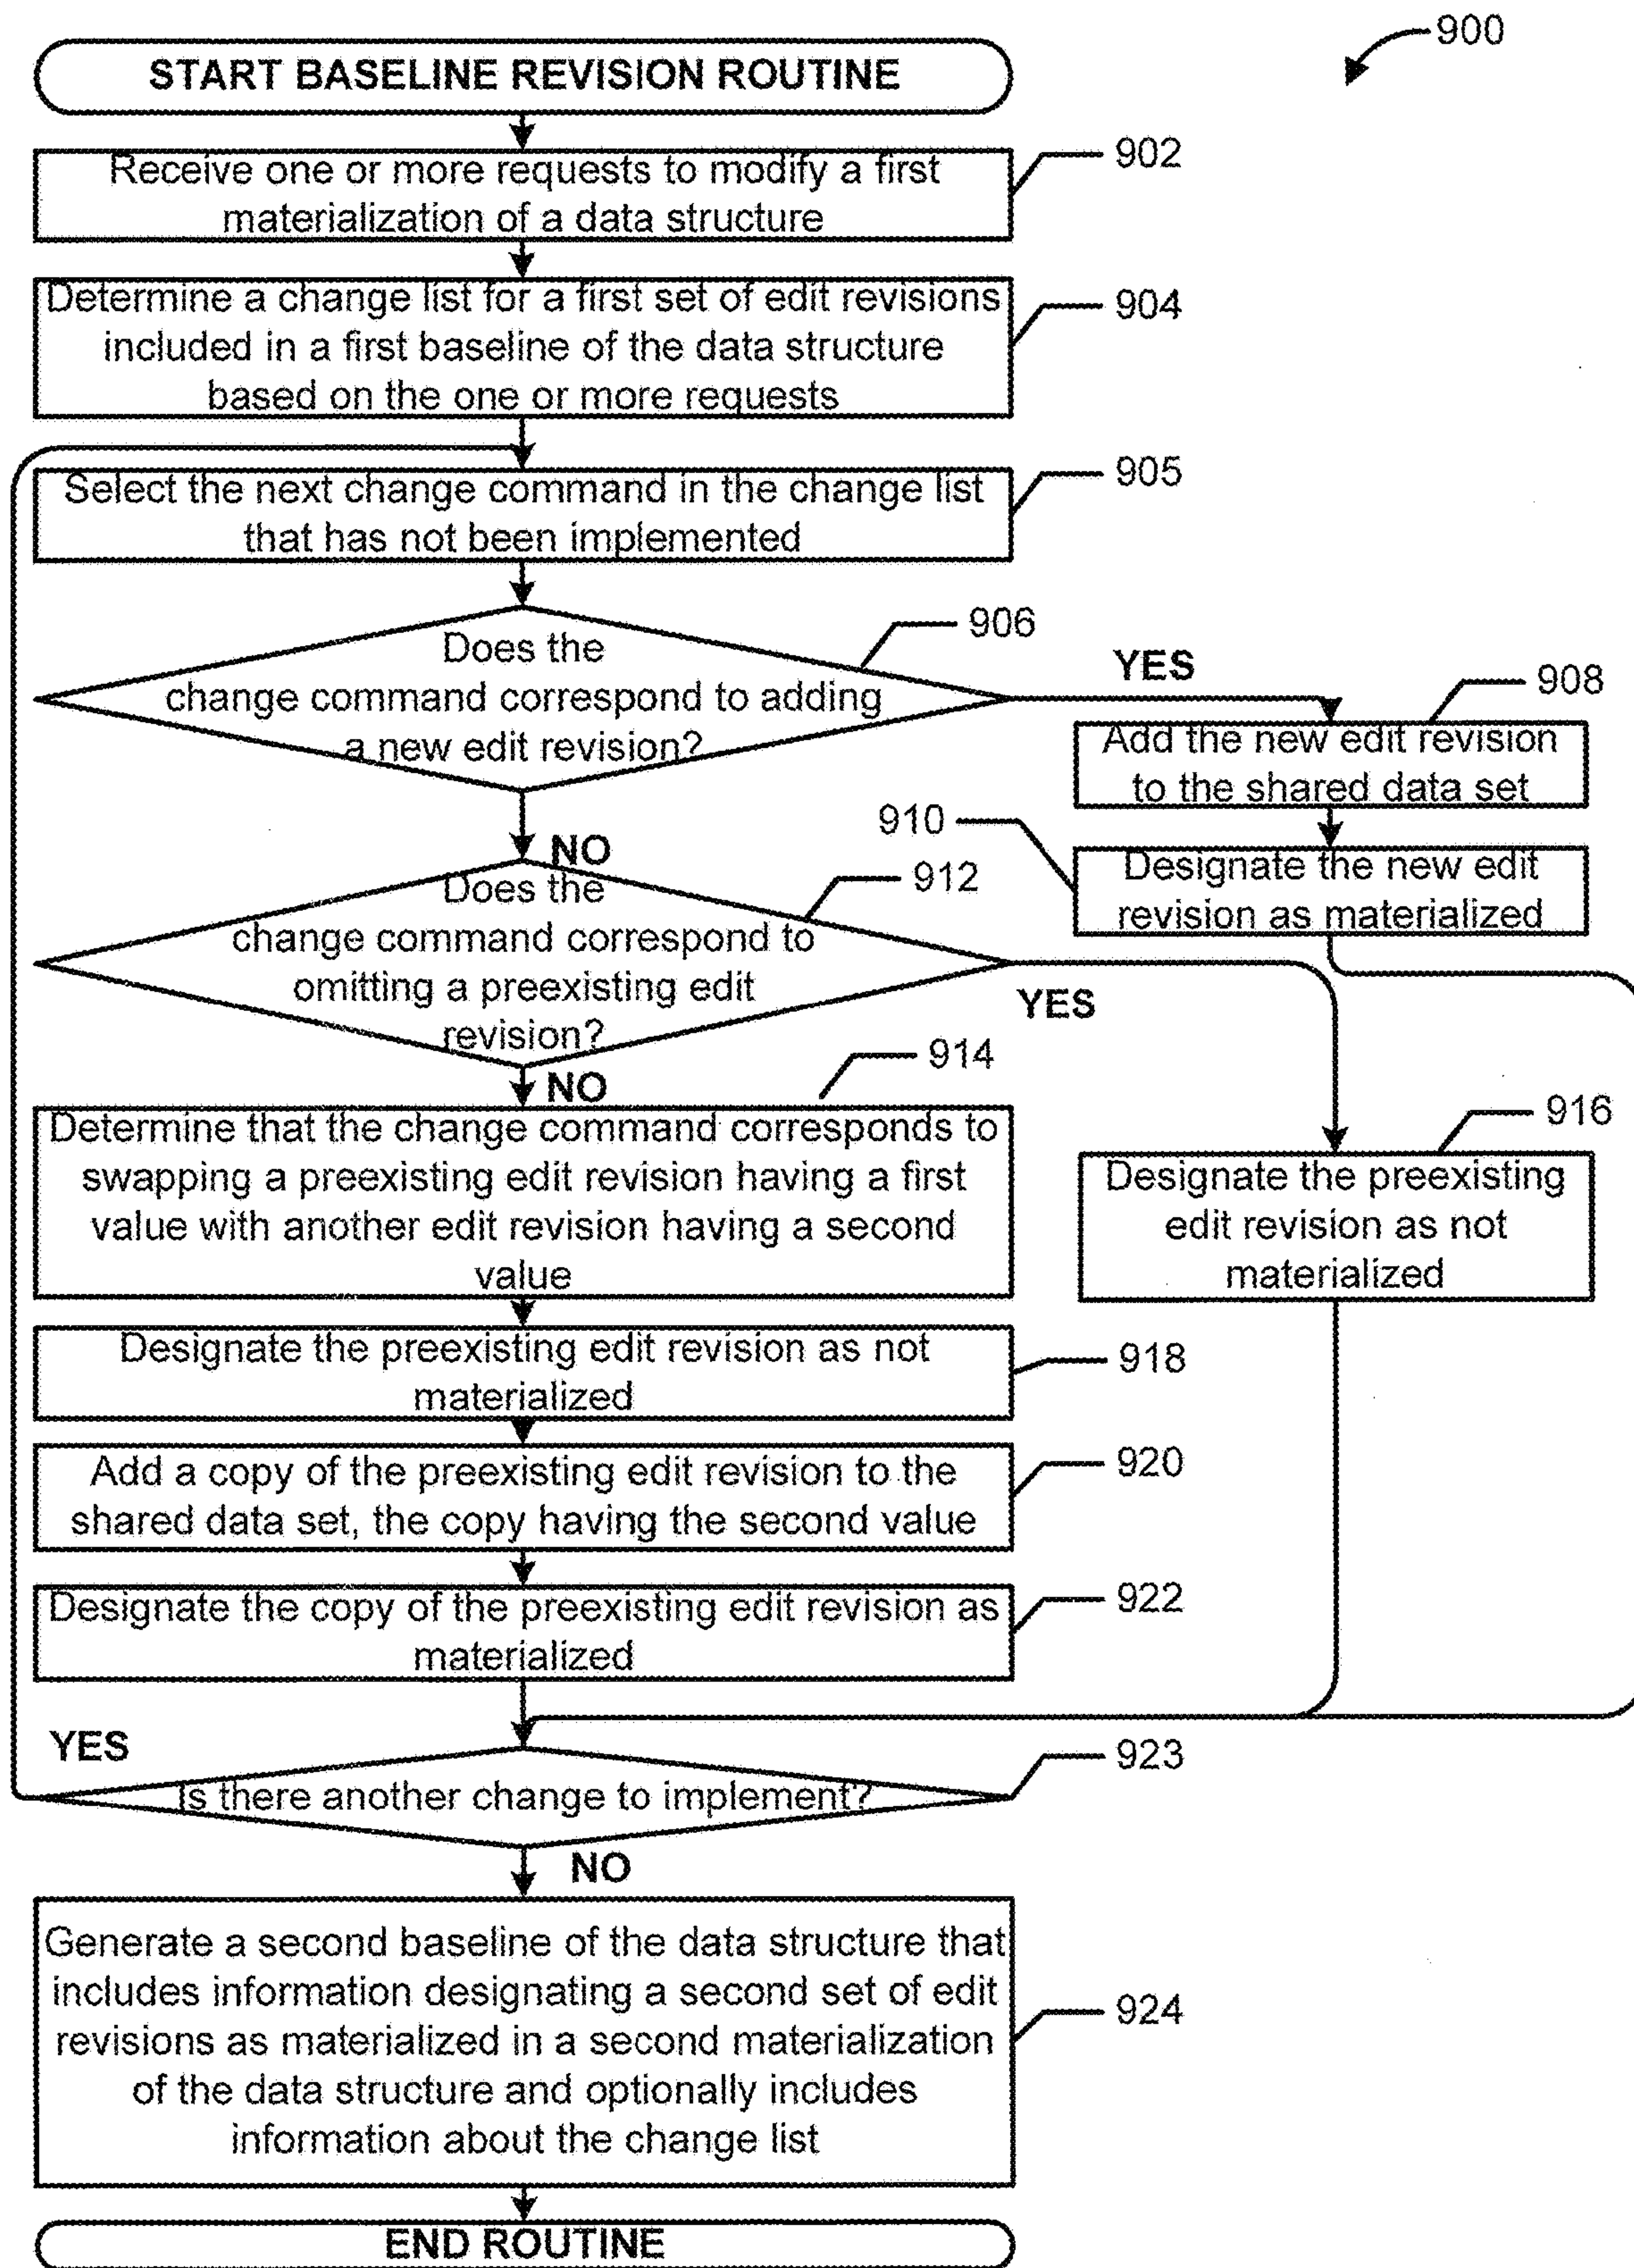 900
START BASELINE REVISION ROUTINE
902
Receive one or more requests to modify a first
materialization of a data structure
904
Determine a change list for a first set of edit revisions
included in a first baseline of the data structure
based on the one or more requests
905
Select the next change command in the change list
that has not been implemented
906
Does the
change command correspond to adding
a new edit revision?
YES
908
Add the new edit revision
to the shared data set
910
Designate the new edit
revision as materialized
NO
912
Does the
change command correspond to
omitting a preexisting edit
revision?
YES
NO
914
Determine that the change command corresponds to
swapping a preexisting edit revision having a first
value with another edit revision having a second
value
916
Designate the preexisting
edit revision as not
materialized
918
Designate the preexisting edit revision as not
materialized
920
Add a copy of the preexisting edit revision to the
shared data set, the copy having the second value
922
Designate the copy of the preexisting edit revision as
materialized
YES
923
Is there another change to implement?
NO
Generate a second baseline of the data structure that
includes information designating a second set of edit
revisions as materialized in a second materialization
of the data structure and optionally includes
information about the change list
924
END ROUTINE